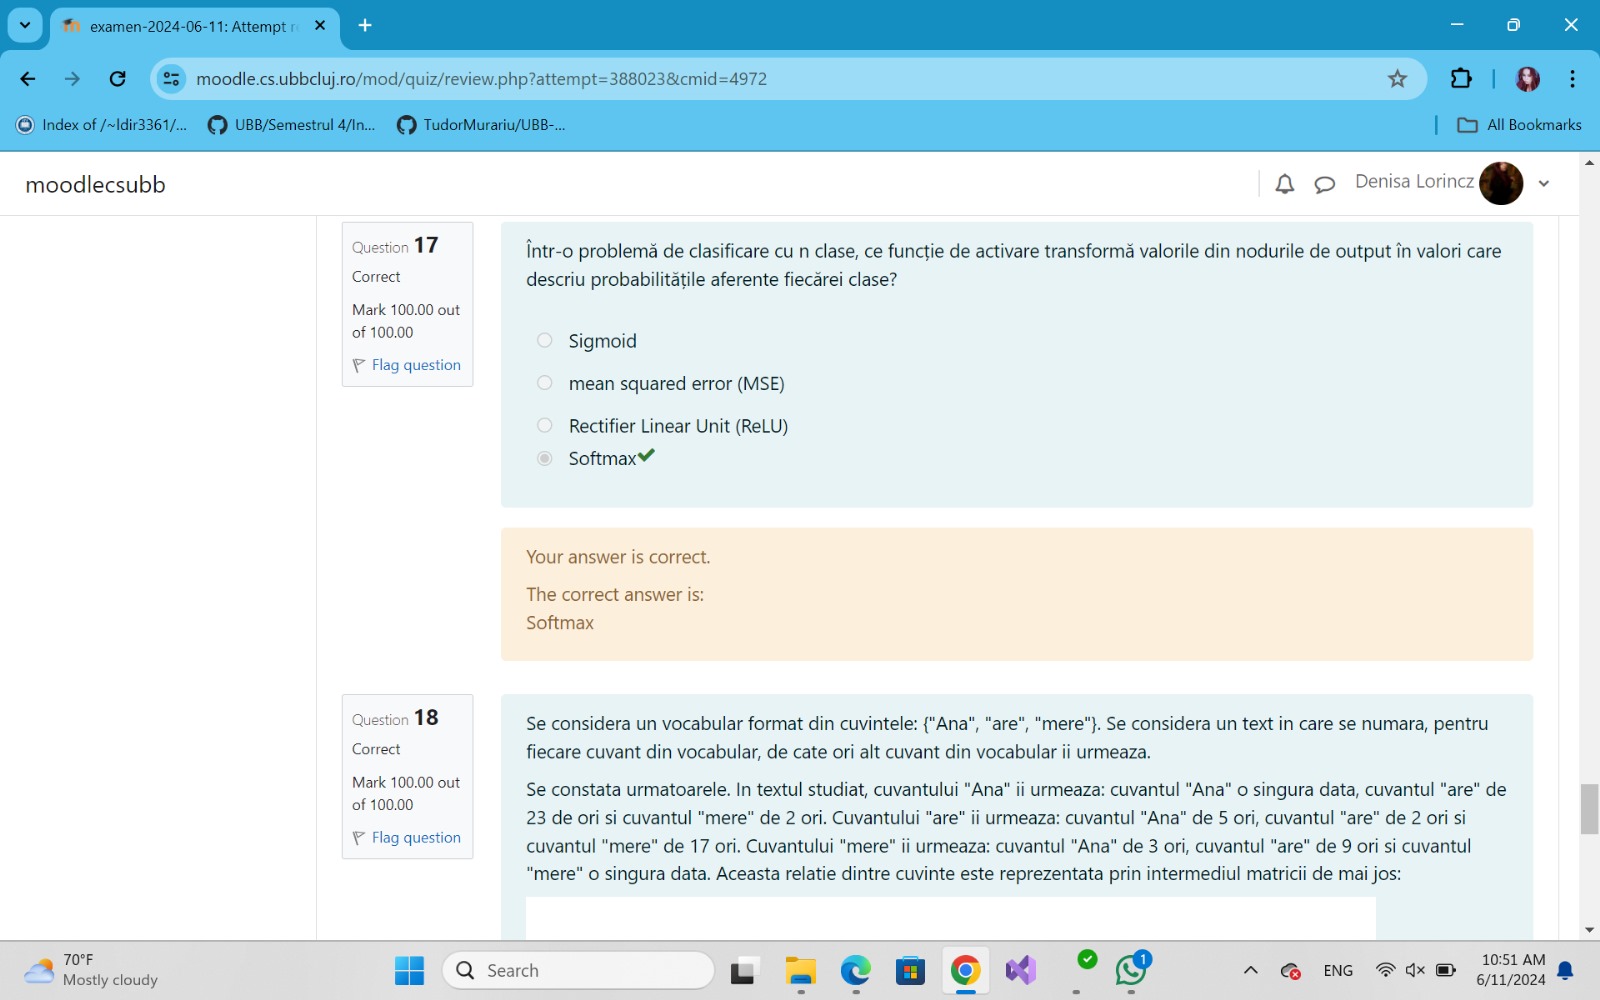 examen-2024-06-11: Attempt r
moodle.cs.ubbcluj.ro/mod/quiz/review.php?attempt=388023&cmid=4972
Index of /~ldir3361/...
UBB/Semestrul 4/In...
TudorMurariu/UBB-...
All Bookmarks
moodlecsubb
Denisa Lorincz
Question 17
Correct
Mark 100.00 out
of 100.00
Flag question
Într-o problemă de clasificare cu n clase, ce funcție de activare transformă valorile din nodurile de output în valori care
descriu probabilitățile aferente fiecărei clase?
Sigmoid
mean squared error (MSE)
Rectifier Linear Unit (ReLU)
Softmax
Your answer is correct.
The correct answer is:
Softmax
Question 18
Correct
Mark 100.00 out
of 100.00
Flag question
Se considera un vocabular format din cuvintele: {"Ana", "are", "mere"}. Se considera un text in care se numara, pentru
fiecare cuvant din vocabular, de cate ori alt cuvant din vocabular ii urmeaza.
Se constata urmatoarele. In textul studiat, cuvantului "Ana" ii urmeaza: cuvantul "Ana" o singura data, cuvantul "are" de
23 de ori si cuvantul "mere" de 2 ori. Cuvantului "are" ii urmeaza: cuvantul "Ana" de 5 ori, cuvantul "are" de 2 ori si
cuvantul "mere" de 17 ori. Cuvantului "mere" ii urmeaza: cuvantul "Ana" de 3 ori, cuvantul "are" de 9 ori si cuvantul
"mere" o singura data. Aceasta relatie dintre cuvinte este reprezentata prin intermediul matricii de mai jos:
70°F
Mostly cloudy
Search
1
ENG
10:51 AM
6/11/2024